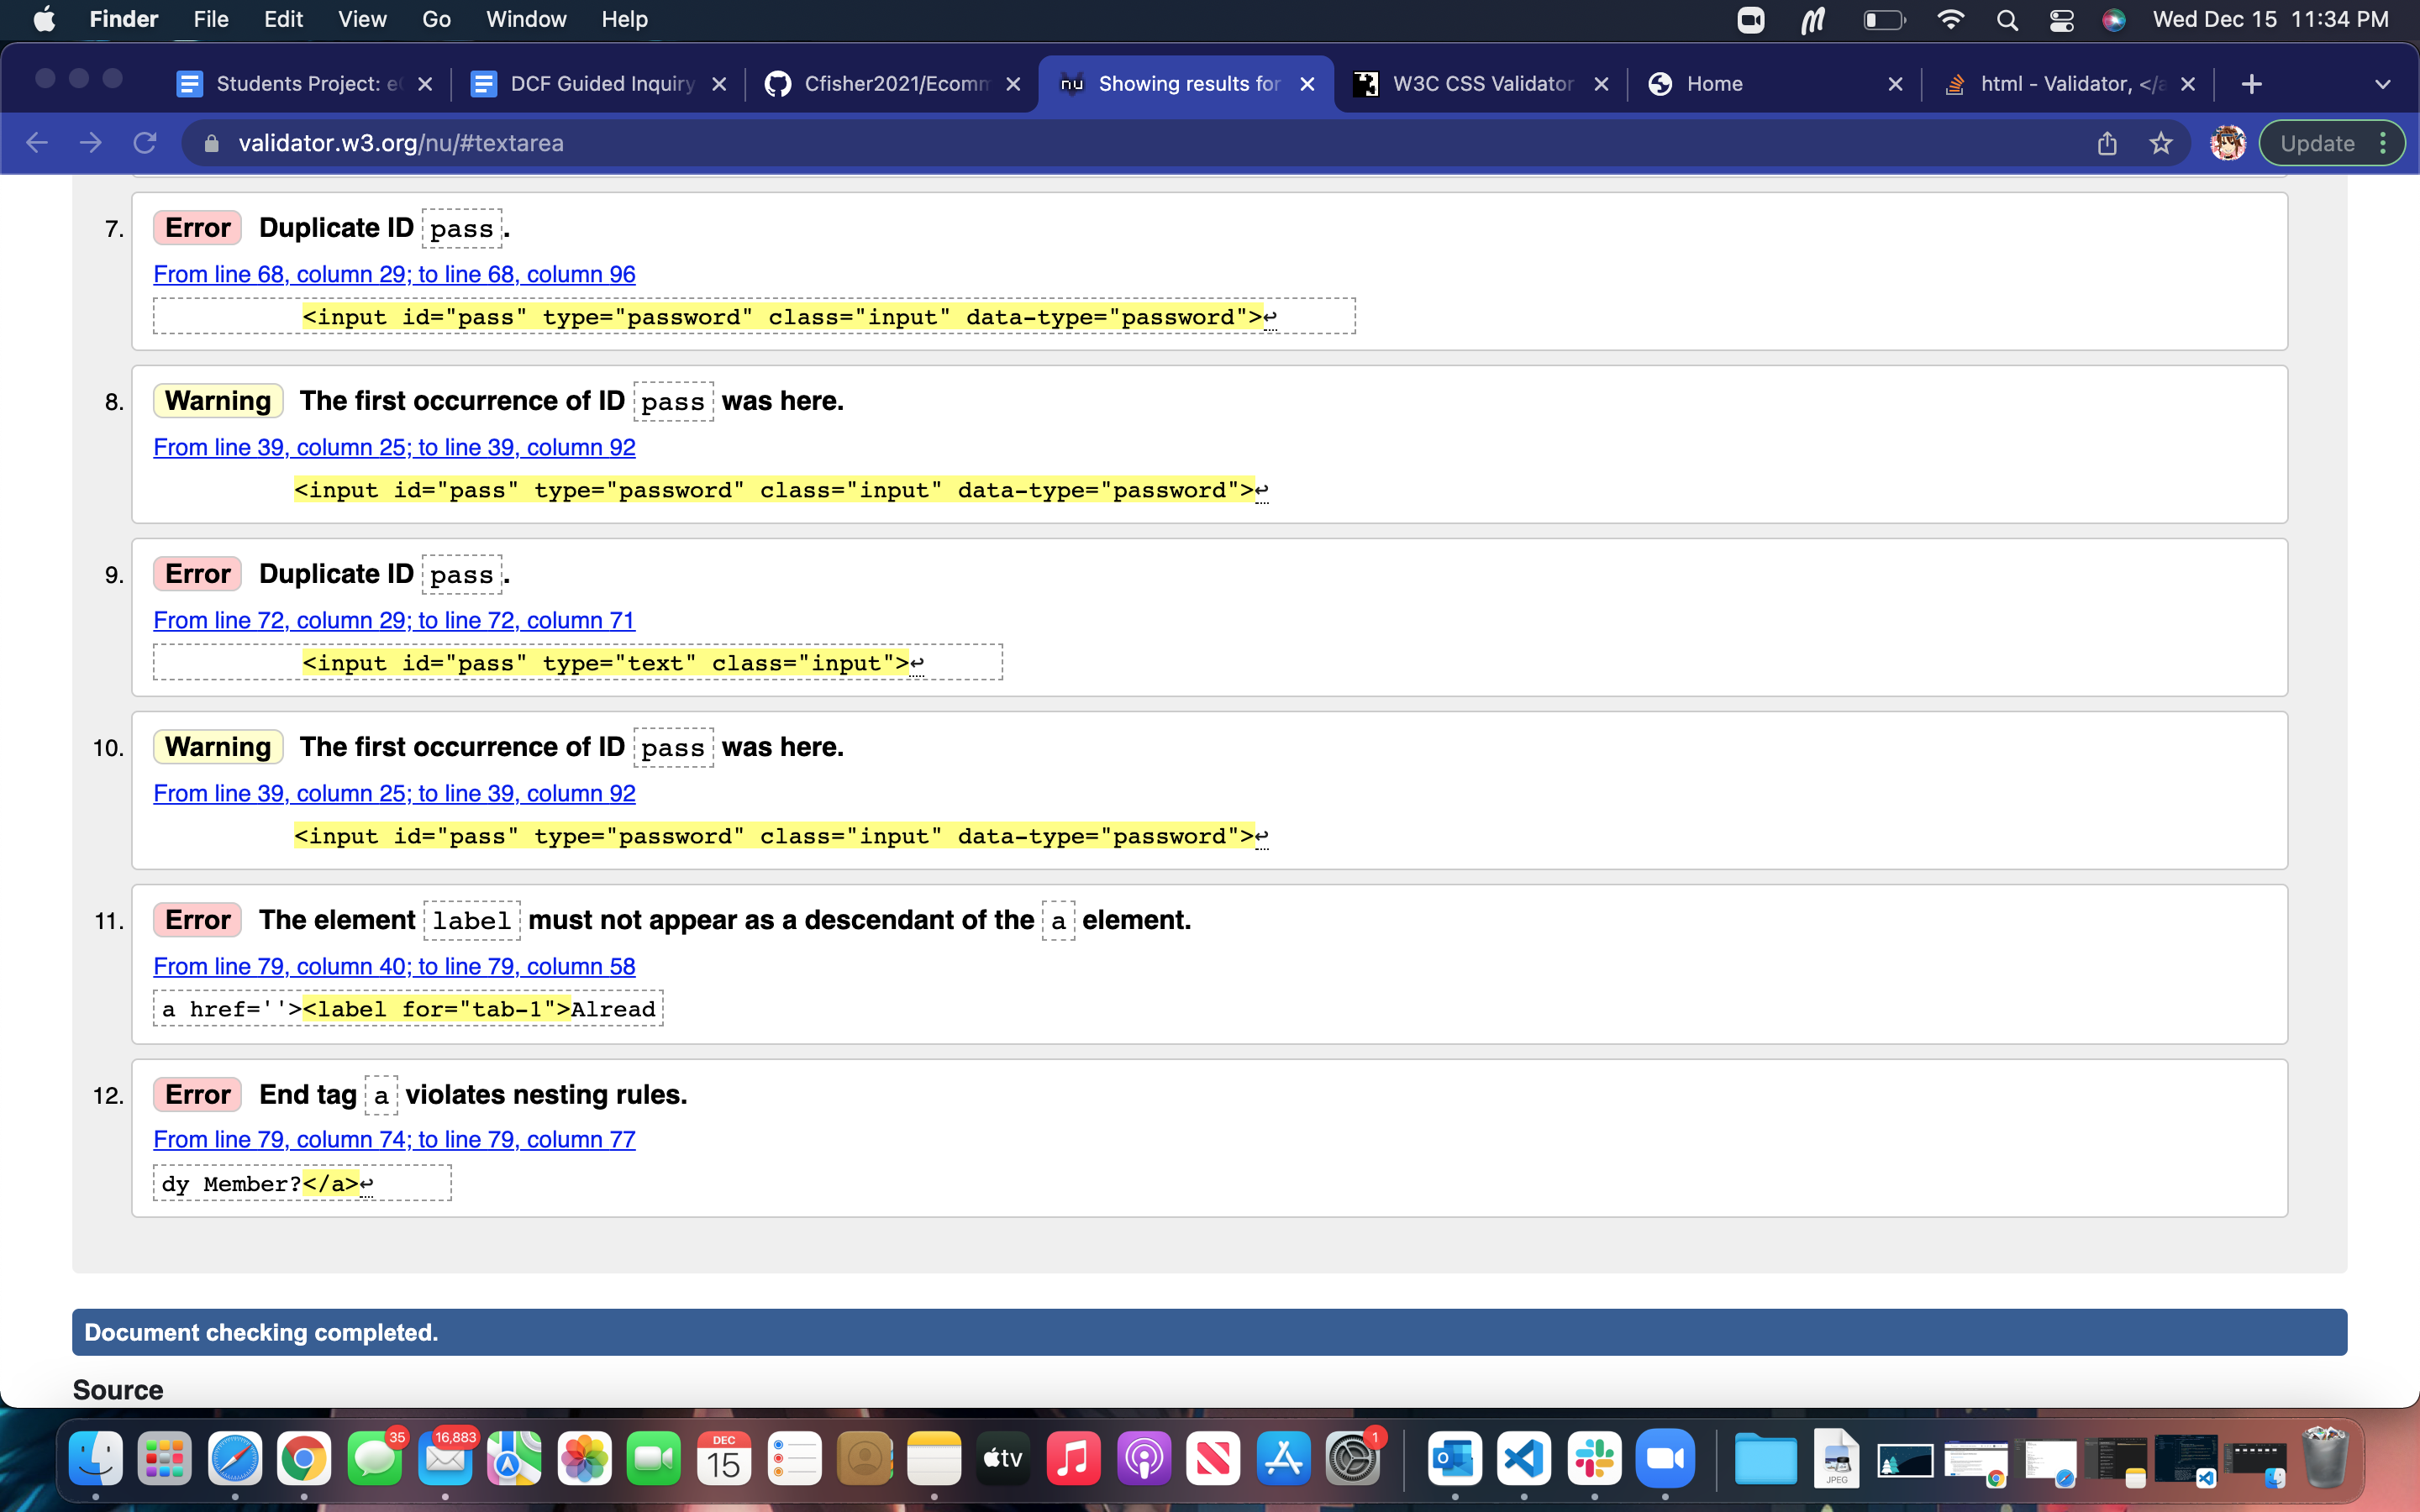 Finder File Edit View Go Window Help Wed Dec 15 11:34 PM
Students Project: e DCF Guided Inquiry Cfisher2021/Ecomm nu Showing results for W3C CSS Validator Home html - Validator, </a
validator.w3.org/nu/#textarea Update
7. Error Duplicate ID pass.
From line 68, column 29; to line 68, column 96
<input id="pass" type="password" class="input" data-type="password">↩
8. Warning The first occurrence of ID pass was here.
From line 39, column 25; to line 39, column 92
<input id="pass" type="password" class="input" data-type="password">↩
9. Error Duplicate ID pass.
From line 72, column 29; to line 72, column 71
<input id="pass" type="text" class="input">↩
10. Warning The first occurrence of ID pass was here.
From line 39, column 25; to line 39, column 92
<input id="pass" type="password" class="input" data-type="password">↩
11. Error The element label must not appear as a descendant of the a element.
From line 79, column 40; to line 79, column 58
a href=''><label for="tab-1">Alread
12. Error End tag a violates nesting rules.
From line 79, column 74; to line 79, column 77
dy Member?</a>↩
Document checking completed.
Source
35 16,883 DEC 15 tv 1 JPEG